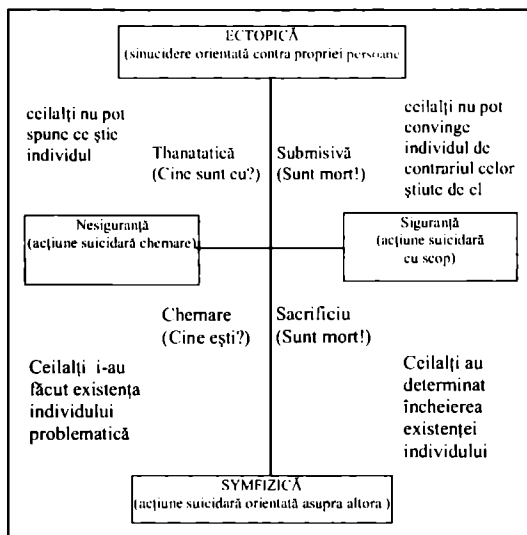 ECTOPICĂ
(sinucidere orientată contra propriei persoane
ceilalți nu pot
spune ce știe
individul
Thanatatică
(Cine sunt eu?)
Submisivă
(Sunt mort!)
ceilalți nu pot
convinge
individul de
contrariul celor
știute de el
Nesiguranță
(acțiune suicidară chemare)
Siguranță
(acțiune suicidară
cu scop)
Chemare
(Cine ești?)
Sacrificiu
(Sunt mort!)
Ceilalți i-au
făcut existența
individului
problematică
Ceilalți au
determinat
încheierea
existenței
individului
SYMFIZICĂ
(acțiune suicidară orientată asupra altora )